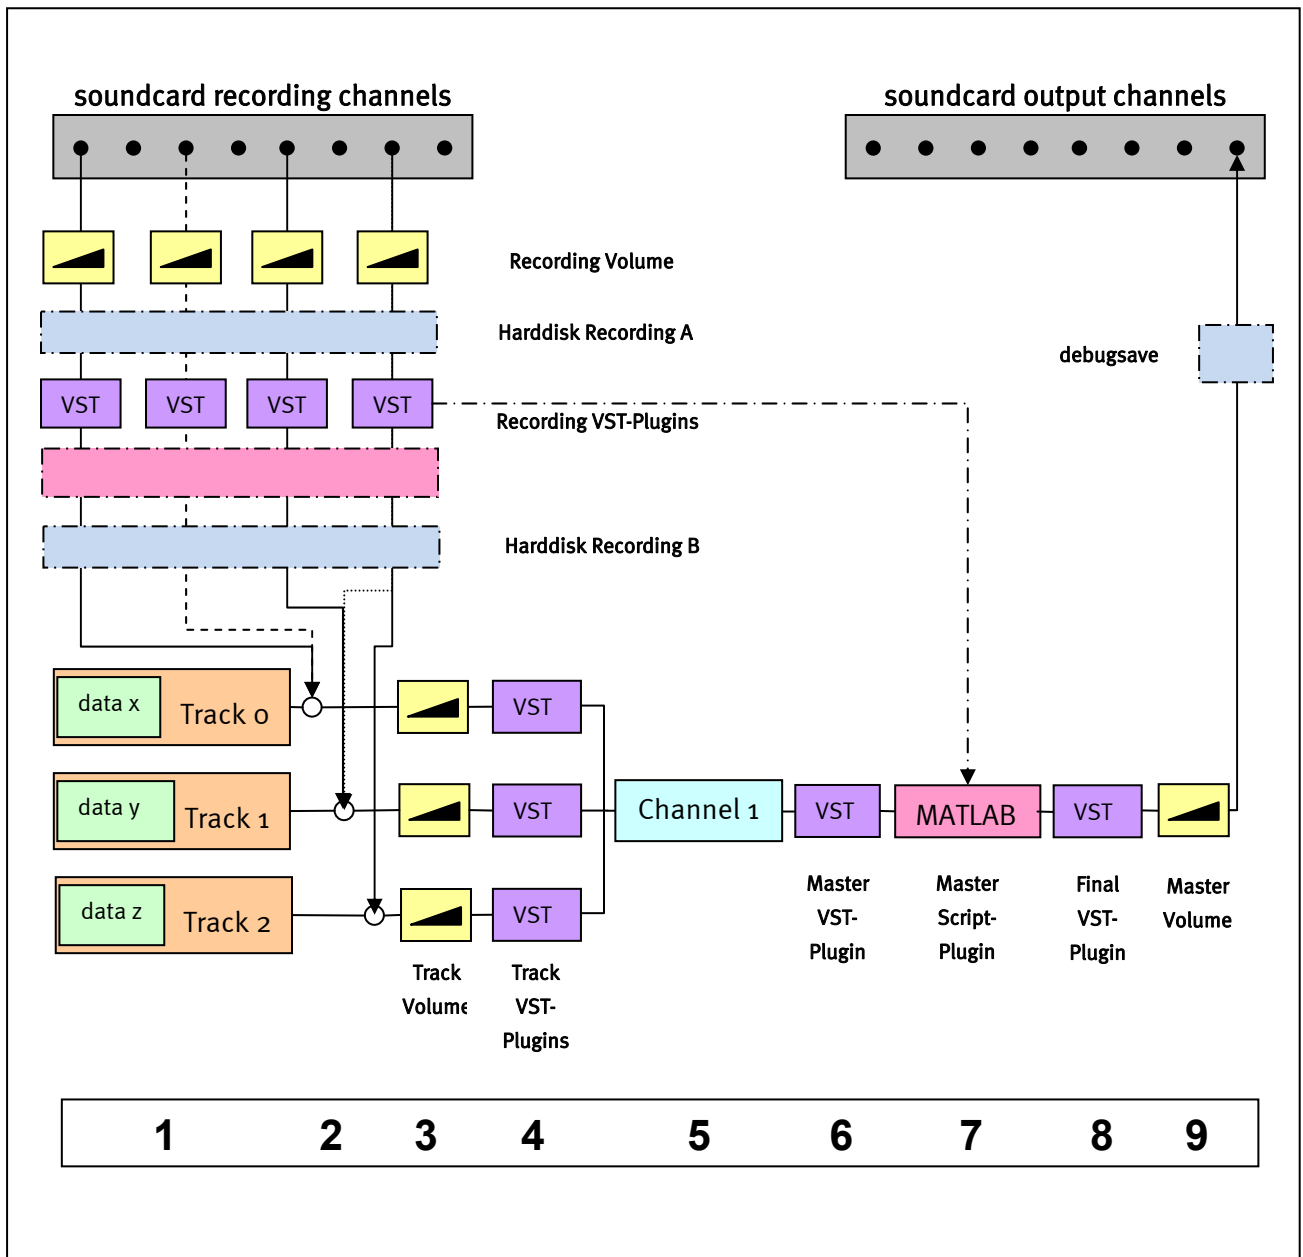 soundcard recording channels
soundcard output channels
Recording Volume
Harddisk Recording A
debugsave
VST
VST
VST
VST
Recording VST-Plugins
Harddisk Recording B
data x
Track 0
VST
data y
Track 1
VST
Channel 1
VST
MATLAB
VST
data z
Track 2
VST
Master
VST-
Plugin
Master
Script-
Plugin
Final
VST-
Plugin
Master
Volume
Track
Volume
Track
VST-
Plugins
1 2 3 4 5 6 7 8 9